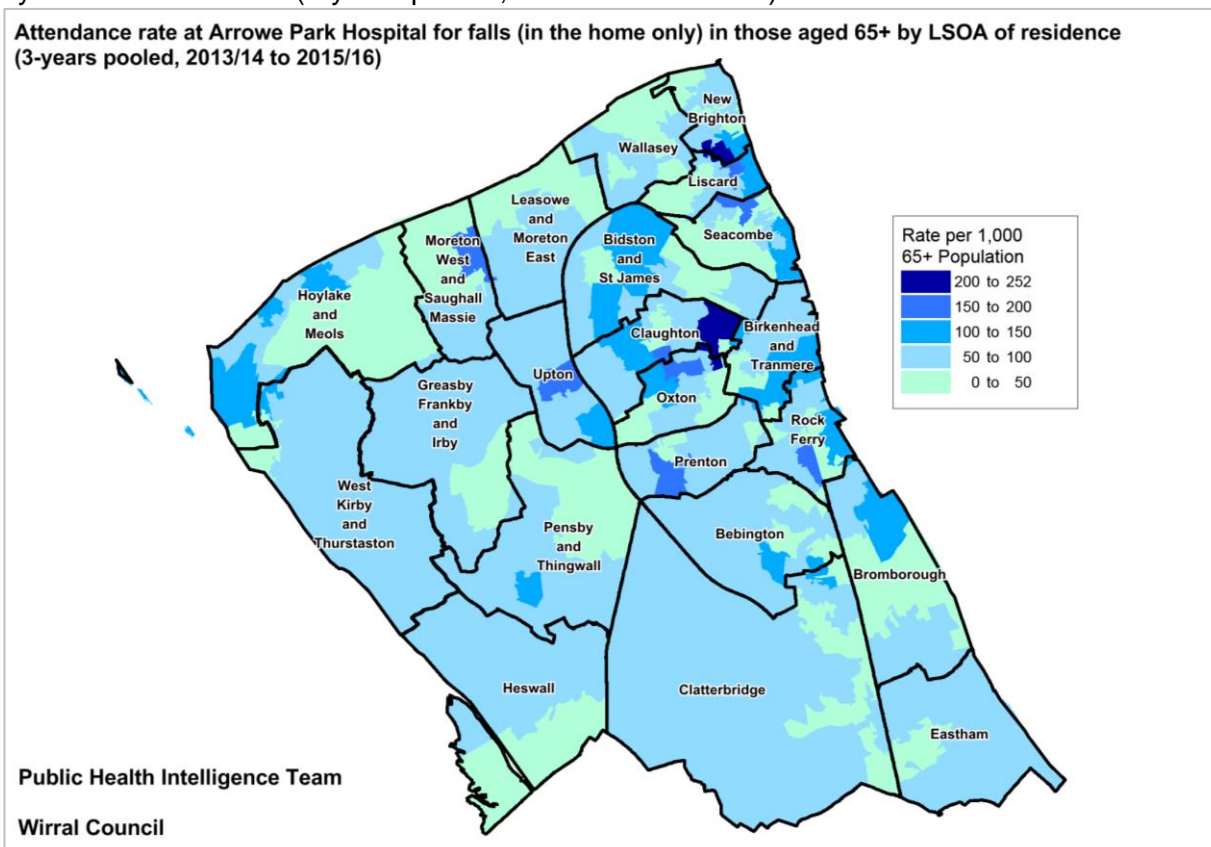 Attendance rate at Arrowe Park Hospital for falls (in the home only) in those aged 65+ by LSOA of residence
(3-years pooled, 2013/14 to 2015/16)
New
Brighton
Wallasey
Liscard
Leasowe
and
Moreton
East
Seacombe
Bidston
and
St James
Moreton
West
and
Saughall
Massie
Hoylake
and
Meols
Claughton
Birkenhead
and
Tranmere
Upton
Greasby
Frankby
and
Irby
Oxton
Rock
Ferry
Prenton
West
Kirby
and
Thurstaston
Pensby
and
Thingwall
Bebington
Bromborough
Heswall
Clatterbridge
Eastham
Rate per 1,000
65+ Population
200 to 252
150 to 200
100 to 150
50 to 100
0 to 50
Public Health Intelligence Team
Wirral Council